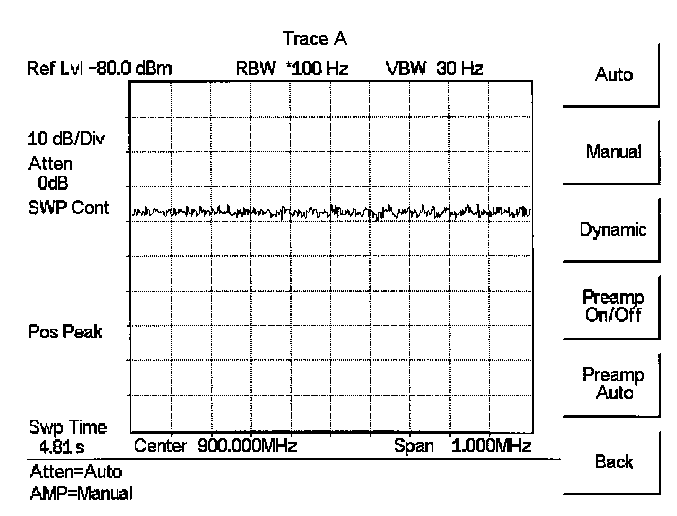 Trace A
Ref Lvl -80.0 dBm RBW *100 Hz VBW 30 Hz
10 dB/Div
Atten
0dB
SWP Cont
Pos Peak
Swp Time
4.81 s
Center 900.000MHz Span 1.000MHz
Atten=Auto
AMP=Manual
Auto
Manual
Dynamic
Preamp
On/Off
Preamp
Auto
Back